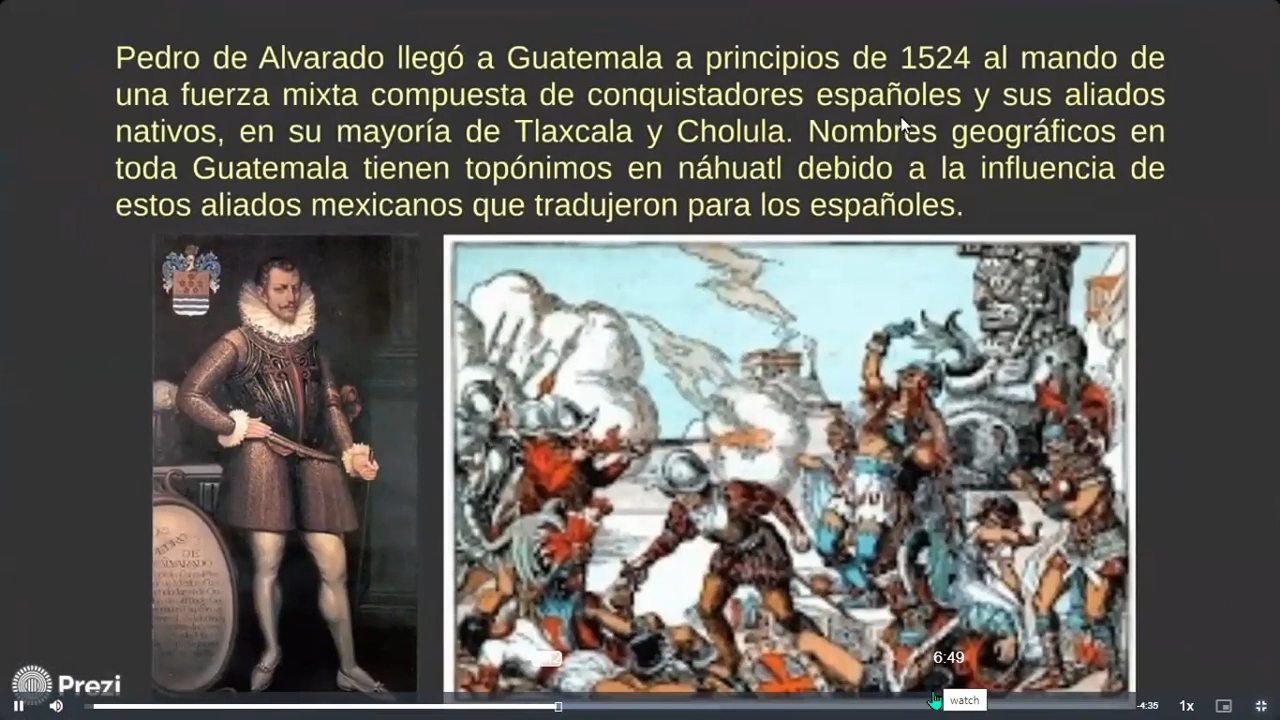 Pedro de Alvarado llegó a Guatemala a principios de 1524 al mando de
una fuerza mixta compuesta de conquistadores españoles y sus aliados
nativos, en su mayoría de Tlaxcala y Cholula. Nombres geográficos en
toda Guatemala tienen topónimos en náhuatl debido a la influencia de
estos aliados mexicanos que tradujeron para los españoles.
DE
ALVARADO
6:49
Prezi
watch
-4:35
1x